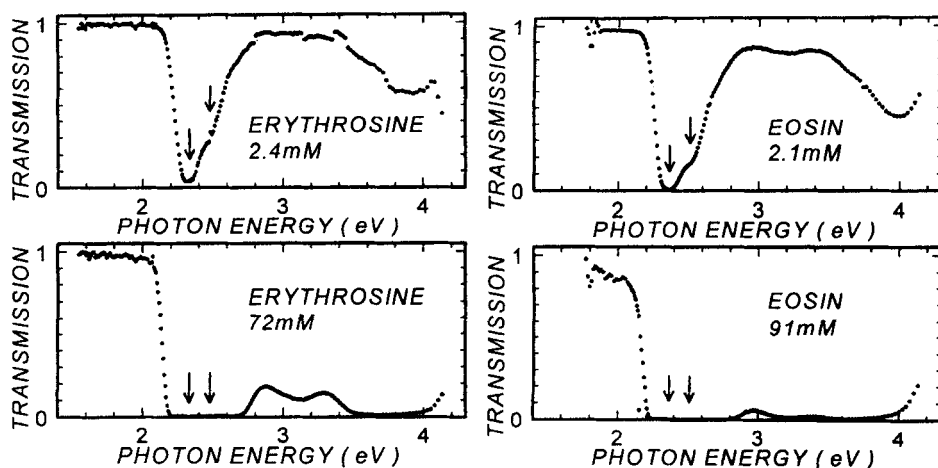 TRANSMISSION
1
0
ERYTHROSINE
2.4mM
2 3 4
PHOTON ENERGY ( eV )
TRANSMISSION
1
0
EOSIN
2.1mM
2 3 4
PHOTON ENERGY ( eV )
TRANSMISSION
1
0
ERYTHROSINE
72mM
2 3 4
PHOTON ENERGY ( eV )
TRANSMISSION
1
0
EOSIN
91mM
2 3 4
PHOTON ENERGY ( eV )